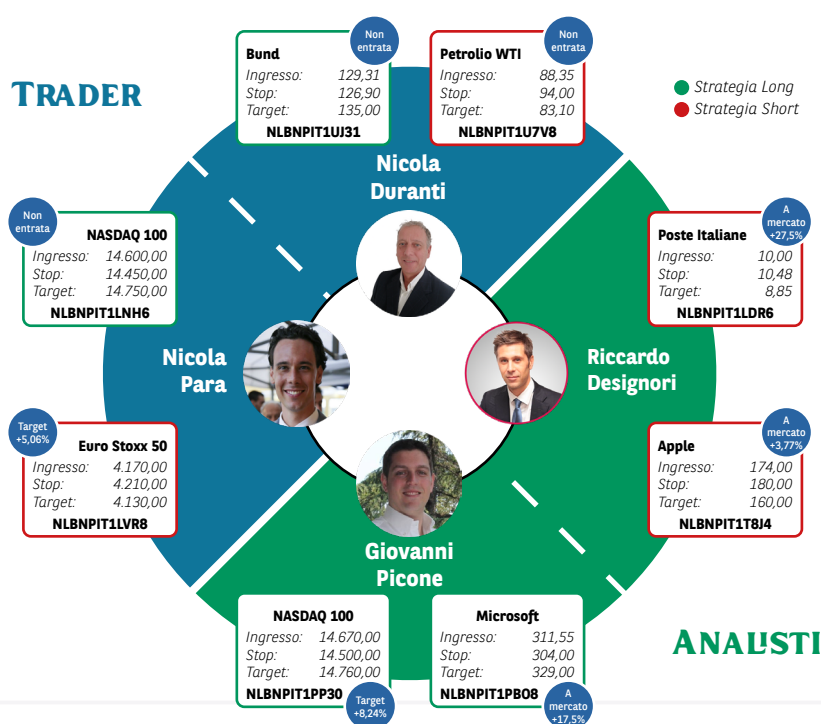 TRADER
Non
entrata
Bund
Ingresso: 129,31
Stop: 126,90
Target: 135,00
NLBNPIT1UJ31
Non
entrata
Petrolio WTI
Ingresso: 88,35
Stop: 94,00
Target: 83,10
NLBNPIT1U7V8
Strategia Long
Strategia Short
Nicola
Duranti
Non
entrata
NASDAQ 100
Ingresso: 14.600,00
Stop: 14.450,00
Target: 14.750,00
NLBNPIT1LNH6
A
mercato
+27,5%
Poste Italiane
Ingresso: 10,00
Stop: 10,48
Target: 8,85
NLBNPIT1LDR6
Nicola
Para
Riccardo
Designori
Target
+5,06%
Euro Stoxx 50
Ingresso: 4.170,00
Stop: 4.210,00
Target: 4.130,00
NLBNPIT1LVR8
A
mercato
+3,77%
Apple
Ingresso: 174,00
Stop: 180,00
Target: 160,00
NLBNPIT1T8J4
Giovanni
Picone
NASDAQ 100
Ingresso: 14.670,00
Stop: 14.500,00
Target: 14.760,00
NLBNPIT1PP30
Target
+8,24%
Microsoft
Ingresso: 311,55
Stop: 304,00
Target: 329,00
NLBNPIT1PBO8
A
mercato
+17,5%
ANALISTI